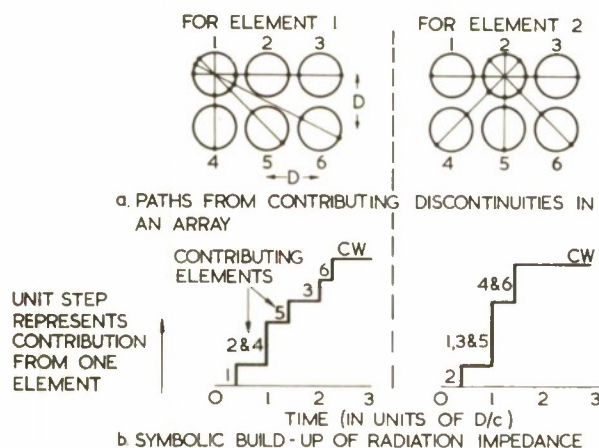 FOR ELEMENT 1
1 2 3
D
4 5 6
D
FOR ELEMENT 2
1 2 3
4 5 6
a. PATHS FROM CONTRIBUTING DISCONTINUITIES IN
AN ARRAY
CONTRIBUTING
ELEMENTS
CW
6
3
5
2&4
1
UNIT STEP
REPRESENTS
CONTRIBUTION
FROM ONE
ELEMENT
0 1 2 3
CW
4&6
1,3&5
2
0 1 2 3
TIME (IN UNITS OF D/c)
b. SYMBOLIC BUILD-UP OF RADIATION IMPEDANCE